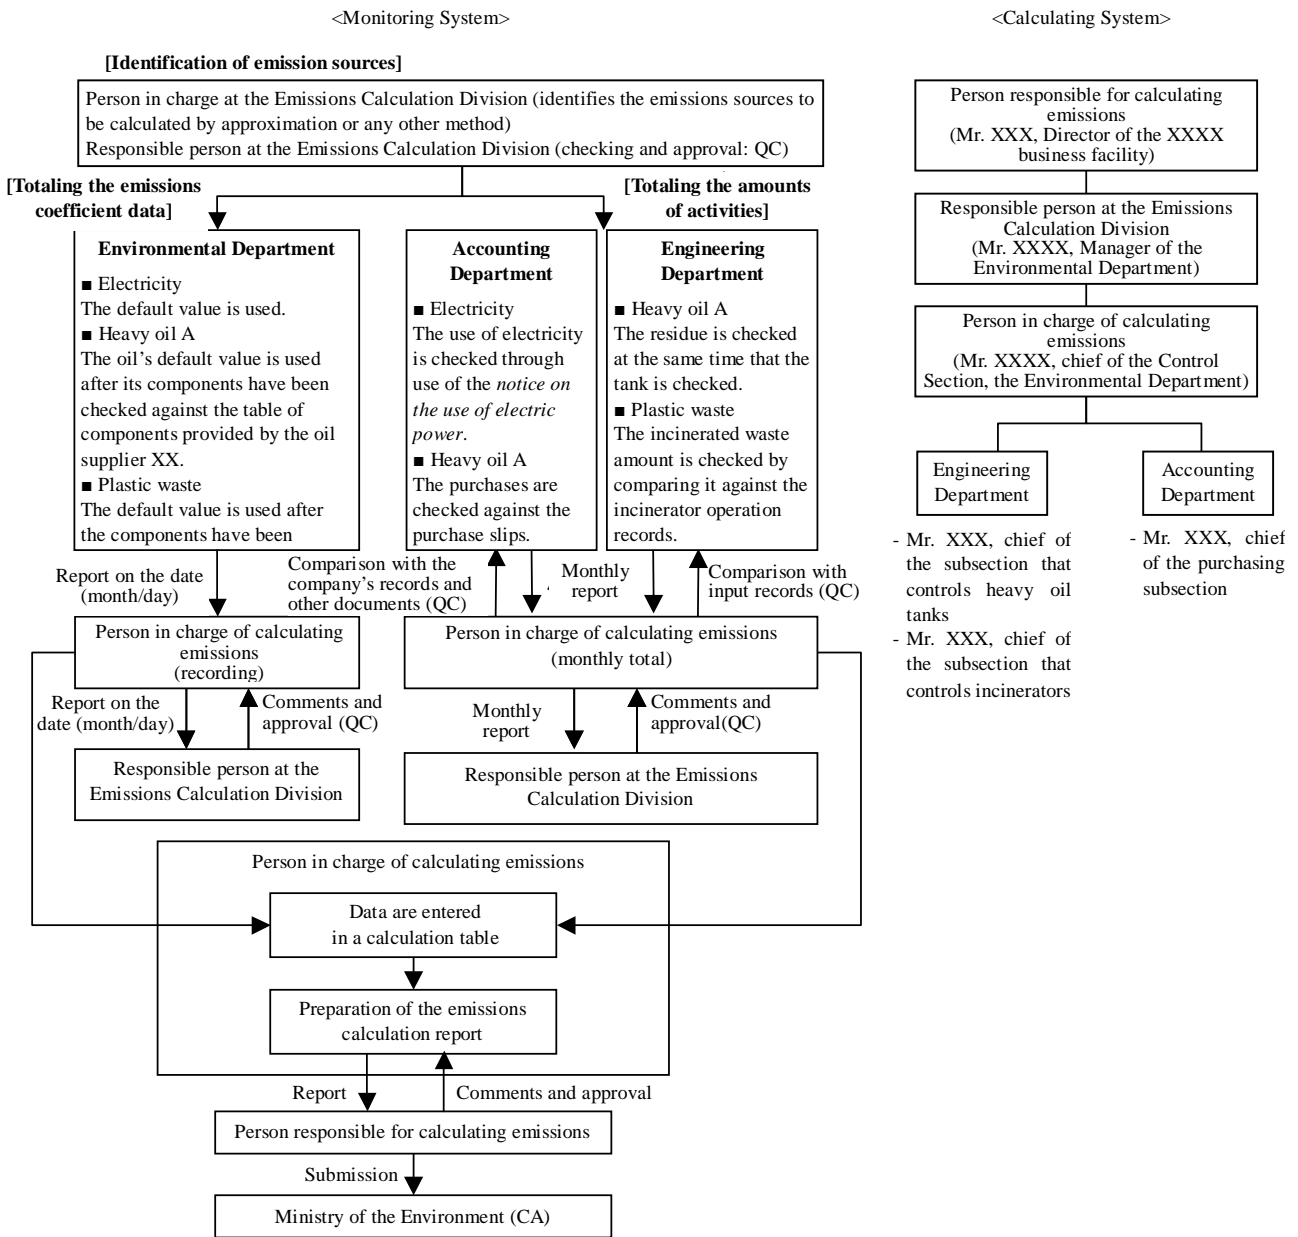 <Monitoring System>
[Identification of emission sources]
Person in charge at the Emissions Calculation Division (identifies the emissions sources to
be calculated by approximation or any other method)
Responsible person at the Emissions Calculation Division (checking and approval: QC)
[Totaling the emissions
coefficient data]
[Totaling the amounts
of activities]
Environmental Department
■ Electricity
The default value is used.
■ Heavy oil A
The oil's default value is used
after its components have been
checked against the table of
components provided by the oil
supplier XX.
■ Plastic waste
The default value is used after
the components have been
Accounting
Department
■ Electricity
The use of electricity
is checked through
use of the notice on
the use of electric
power.
■ Heavy oil A
The purchases are
checked against the
purchase slips.
Engineering
Department
■ Heavy oil A
The residue is checked
at the same time that the
tank is checked.
■ Plastic waste
The incinerated waste
amount is checked by
comparing it against the
incinerator operation
records.
Report on the date
(month/day)
Comparison with the
company's records and
other documents (QC)
Monthly
report
Comparison with
input records (QC)
Person in charge of calculating
emissions
(recording)
Person in charge of calculating emissions
(monthly total)
Report on the
date (month/day)
Comments and
approval (QC)
Monthly
report
Comments and
approval(QC)
Responsible person at the
Emissions Calculation Division
Responsible person at the Emissions
Calculation Division
Person in charge of calculating emissions
Data are entered
in a calculation table
Preparation of the emissions
calculation report
Report
Comments and approval
Person responsible for calculating emissions
Submission
Ministry of the Environment (CA)
<Calculating System>
Person responsible for calculating
emissions
(Mr. XXX, Director of the XXXX
business facility)
Responsible person at the Emissions
Calculation Division
(Mr. XXXX, Manager of the
Environmental Department)
Person in charge of calculating
emissions
(Mr. XXXX, chief of the Control
Section, the Environmental Department)
Engineering
Department
Accounting
Department
- Mr. XXX, chief of
the subsection that
controls heavy oil
tanks
- Mr. XXX, chief of
the subsection that
controls incinerators
- Mr. XXX, chief
of the purchasing
subsection